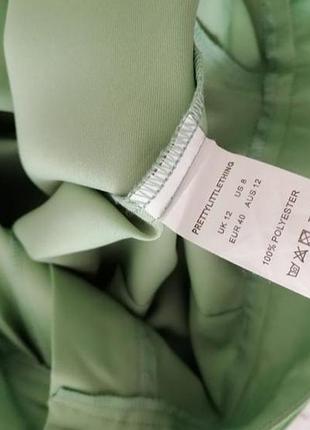 PRETTYLITTLETHING
UK 12 US 8
EUR 40 AUS 12
100% POLYESTER